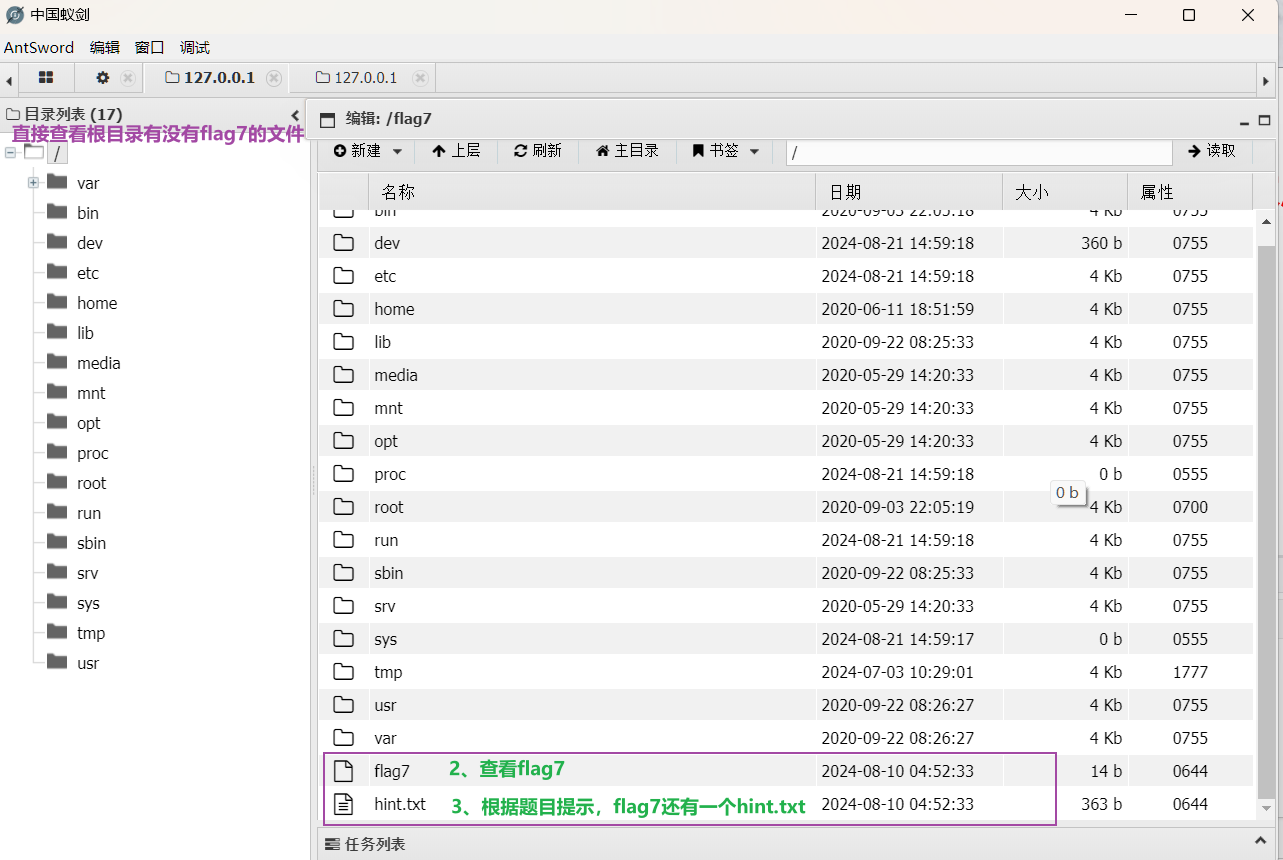 中国蚁剑
AntSword 编辑 窗口 调试
127.0.0.1 127.0.0.1
目录列表 (17)
直接查看根目录有没有flag7的文件
/
var
bin
dev
etc
home
lib
media
mnt
opt
proc
root
run
sbin
srv
sys
tmp
usr
编辑: /flag7
新建 上层 刷新 主目录 书签 / 读取
名称 日期 大小 属性
bin 2020-09-03 22:05:18 4 Kb 0755
dev 2024-08-21 14:59:18 360 b 0755
etc 2024-08-21 14:59:18 4 Kb 0755
home 2020-06-11 18:51:59 4 Kb 0755
lib 2020-09-22 08:25:33 4 Kb 0755
media 2020-05-29 14:20:33 4 Kb 0755
mnt 2020-05-29 14:20:33 4 Kb 0755
opt 2020-05-29 14:20:33 4 Kb 0755
proc 2024-08-21 14:59:18 0 b 0555
0 b
root 2020-09-03 22:05:19 4 Kb 0700
run 2024-08-21 14:59:18 4 Kb 0755
sbin 2020-09-22 08:25:33 4 Kb 0755
srv 2020-05-29 14:20:33 4 Kb 0755
sys 2024-08-21 14:59:17 0 b 0555
tmp 2024-07-03 10:29:01 4 Kb 1777
usr 2020-09-22 08:26:27 4 Kb 0755
var 2020-09-22 08:26:27 4 Kb 0755
flag7 2、查看flag7 2024-08-10 04:52:33 14 b 0644
hint.txt 3、根据题目提示，flag7还有一个hint.txt 2024-08-10 04:52:33 363 b 0644
任务列表